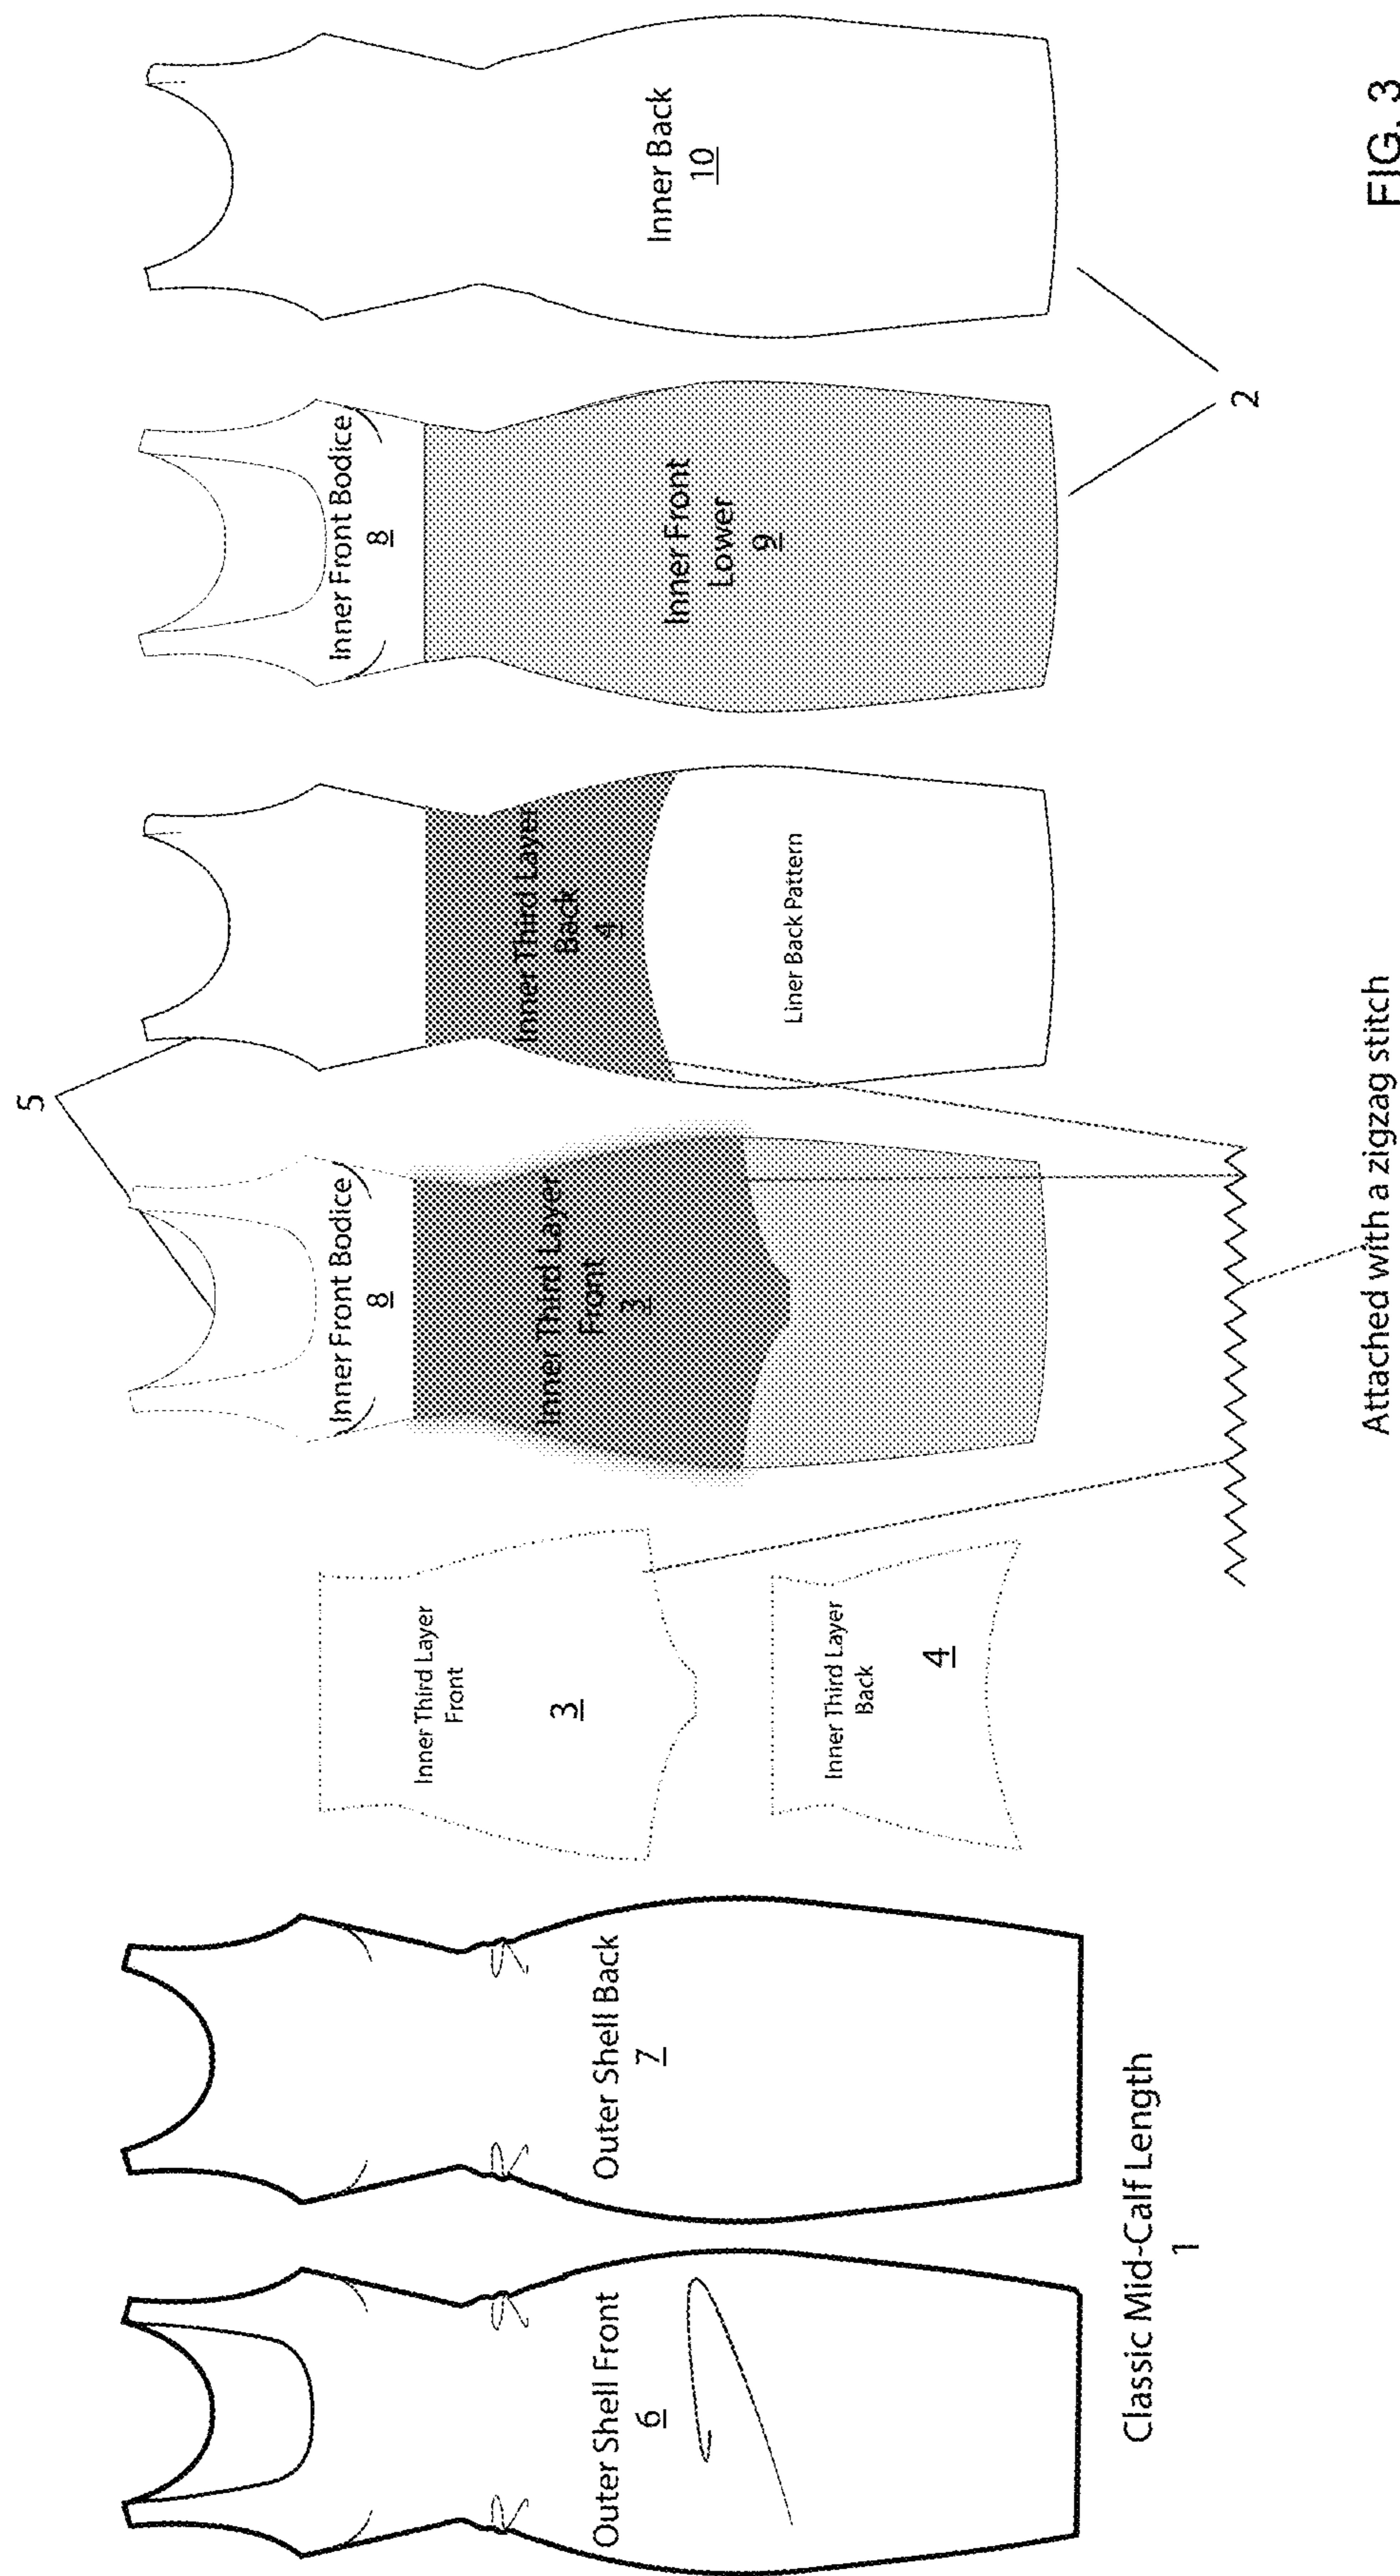 5
Outer Shell Front
6
Outer Shell Back
7
Classic Mid-Calf Length
1
Inner Third Layer
Front
3
Inner Third Layer
Back
4
Inner Front Bodice
8
Inner Third Layer
Front
3
Inner Third Layer
Back
4
Liner Back Pattern
Inner Front Bodice
8
Inner Front
Lower
9
Inner Back
10
2
Attached with a zigzag stitch
FIG. 3